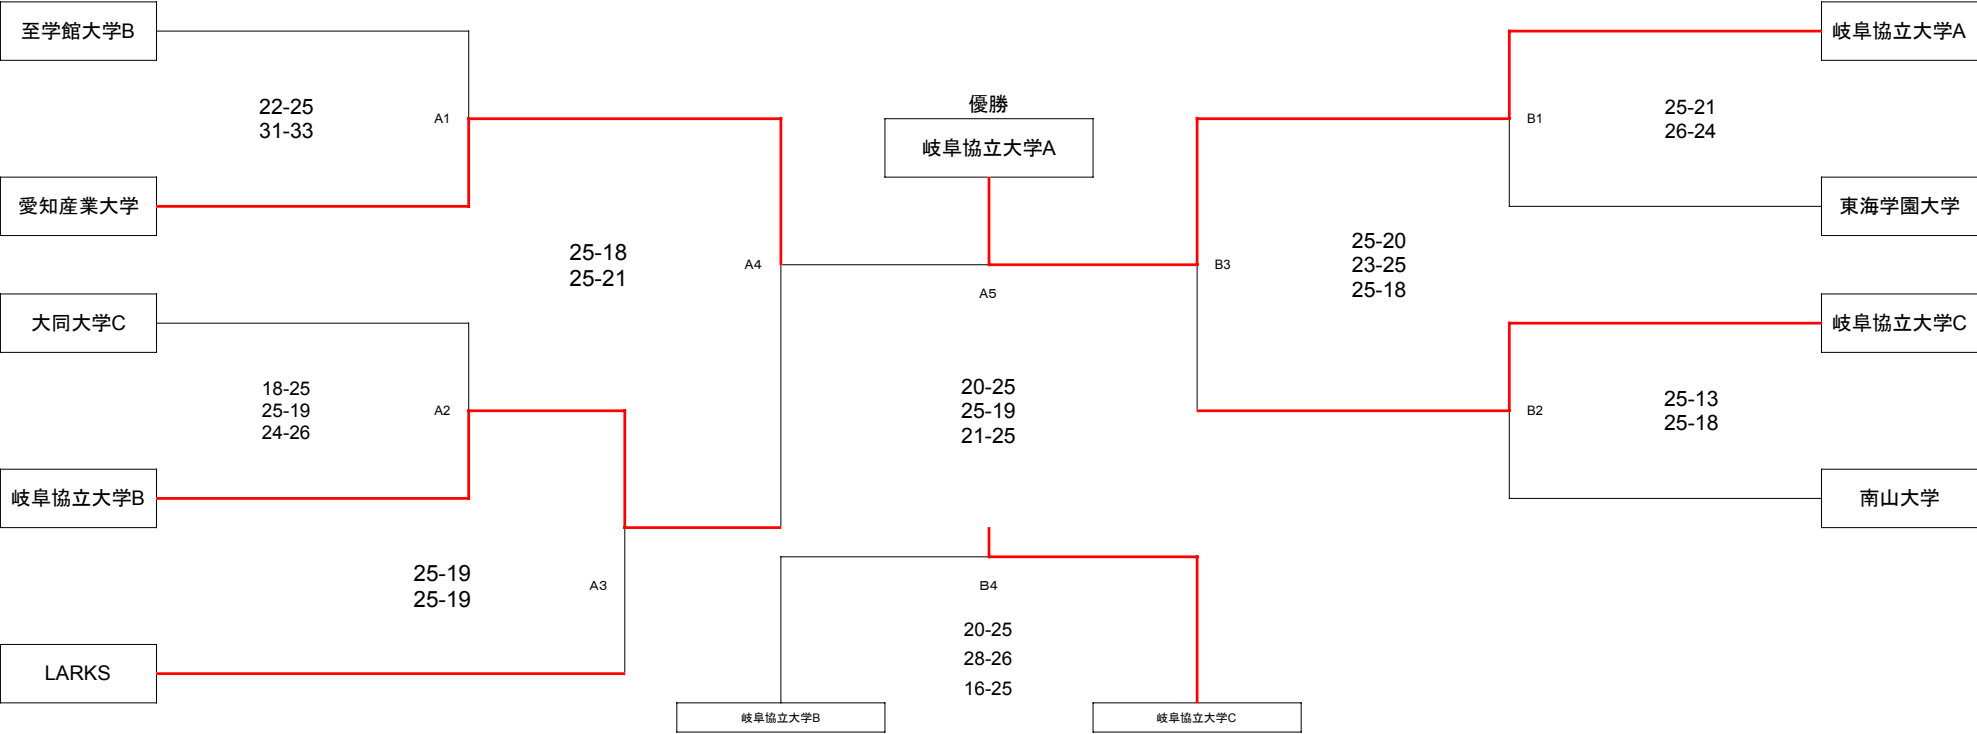 至学館大学B
22-25
31-33
A1
愛知産業大学
25-18
25-21
A4
大同大学C
18-25
25-19
24-26
A2
岐阜協立大学B
25-19
25-19
A3
LARKS
優勝
岐阜協立大学A
A5
20-25
25-19
21-25
B4
20-25
28-26
16-25
岐阜協立大学B
岐阜協立大学C
岐阜協立大学A
B1
25-21
26-24
東海学園大学
25-20
23-25
25-18
B3
岐阜協立大学C
B2
25-13
25-18
南山大学